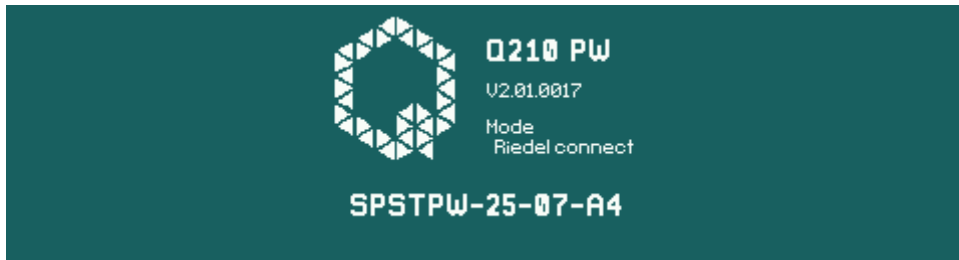 Q210 PW
V2.01.0017
Mode
Riedel connect
SPSTPW-25-07-A4